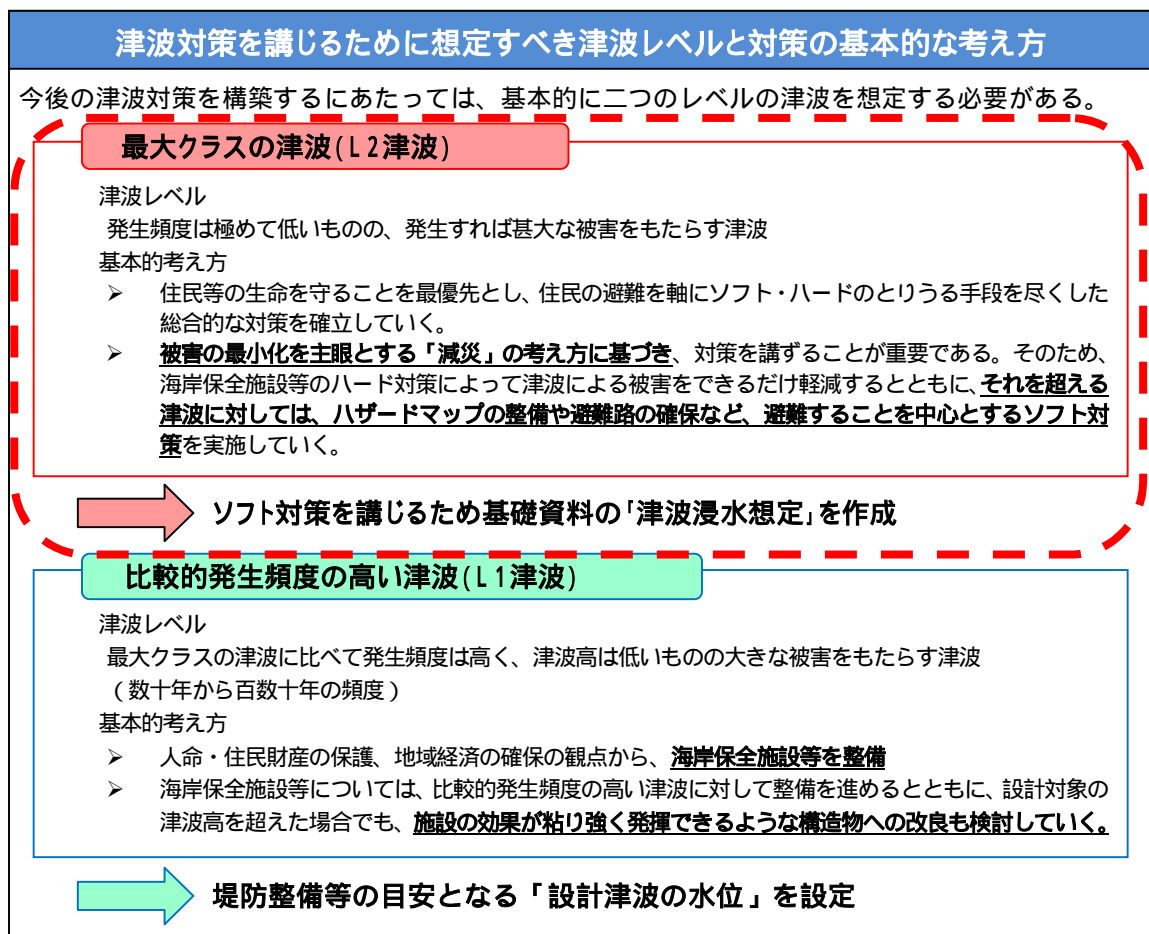 津波対策を講じるために想定すべき津波レベルと対策の基本的な考え方
今後の津波対策を構築するにあたっては、基本的に二つのレベルの津波を想定する必要がある。
最大クラスの津波(L2津波)
津波レベル
発生頻度は極めて低いものの、発生すれば甚大な被害をもたらす津波
基本的考え方
➢ 住民等の生命を守ることを最優先とし、住民の避難を軸にソフト・ハードのとりうる手段を尽くした
総合的な対策を確立していく。
➢ 被害の最小化を主眼とする「減災」の考え方に基づき、対策を講ずることが重要である。そのため、
海岸保全施設等のハード対策によって津波による被害をできるだけ軽減するとともに、それを超える
津波に対しては、ハザードマップの整備や避難路の確保など、避難することを中心とするソフト対
策を実施していく。
ソフト対策を講じるため基礎資料の「津波浸水想定」を作成
比較的発生頻度の高い津波(L1津波)
津波レベル
最大クラスの津波に比べて発生頻度は高く、津波高は低いものの大きな被害をもたらす津波
(数十年から百数十年の頻度)
基本的考え方
➢ 人命・住民財産の保護、地域経済の確保の観点から、海岸保全施設等を整備
➢ 海岸保全施設等については、比較的発生頻度の高い津波に対して整備を進めるとともに、設計対象の
津波高を超えた場合でも、施設の効果が粘り強く発揮できるような構造物への改良も検討していく。
堤防整備等の目安となる「設計津波の水位」を設定